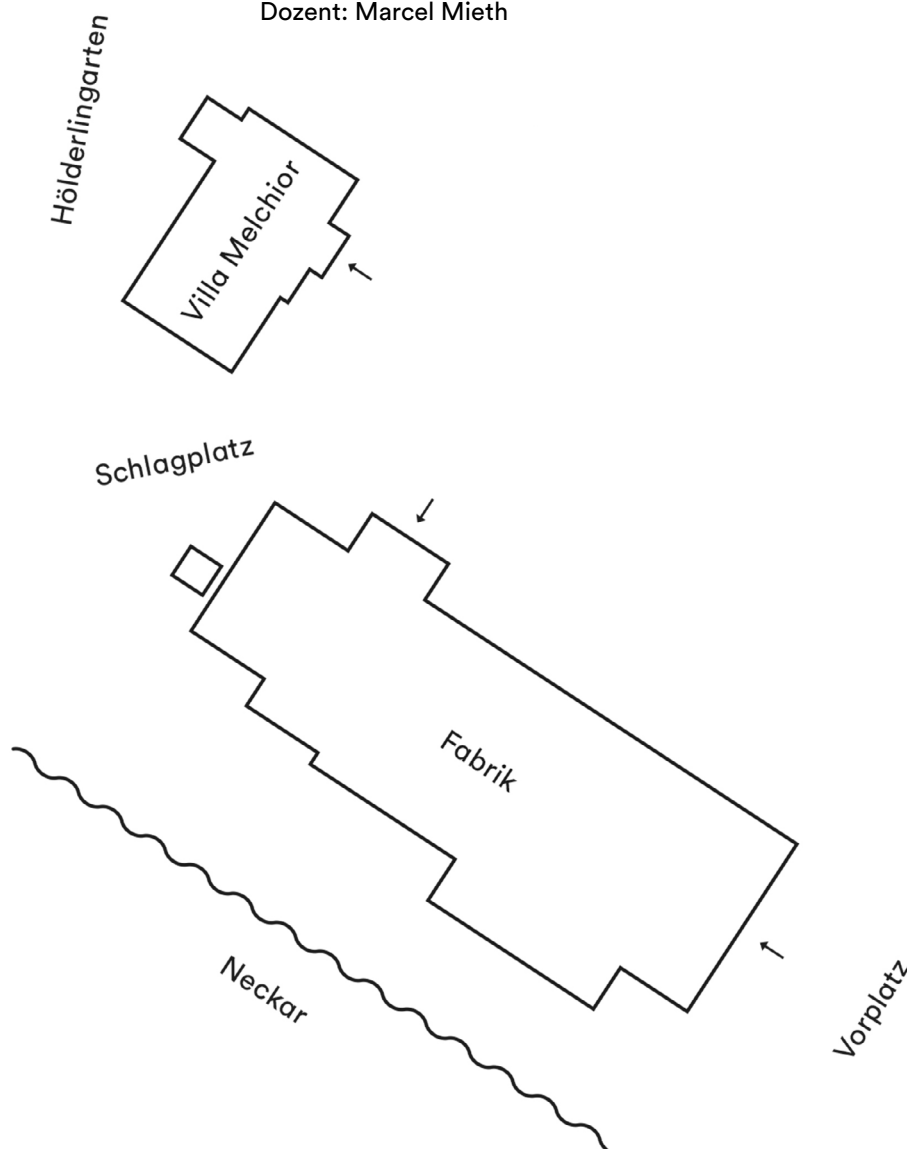 Dozent: Marcel Mieth
Hölderlingarten
Villa Melchior
Schlagplatz
Fabrik
Neckar
Vorplatz